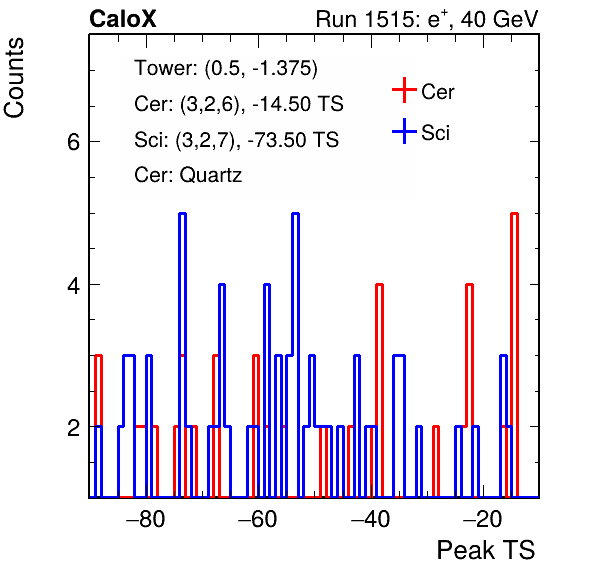 CaloX Run 1515: e⁺, 40 GeV
Counts
Tower: (0.5, -1.375)
Cer: (3,2,6), -14.50 TS
Sci: (3,2,7), -73.50 TS
Cer: Quartz
Cer
Sci
6
4
2
−80 −60 −40 −20
Peak TS